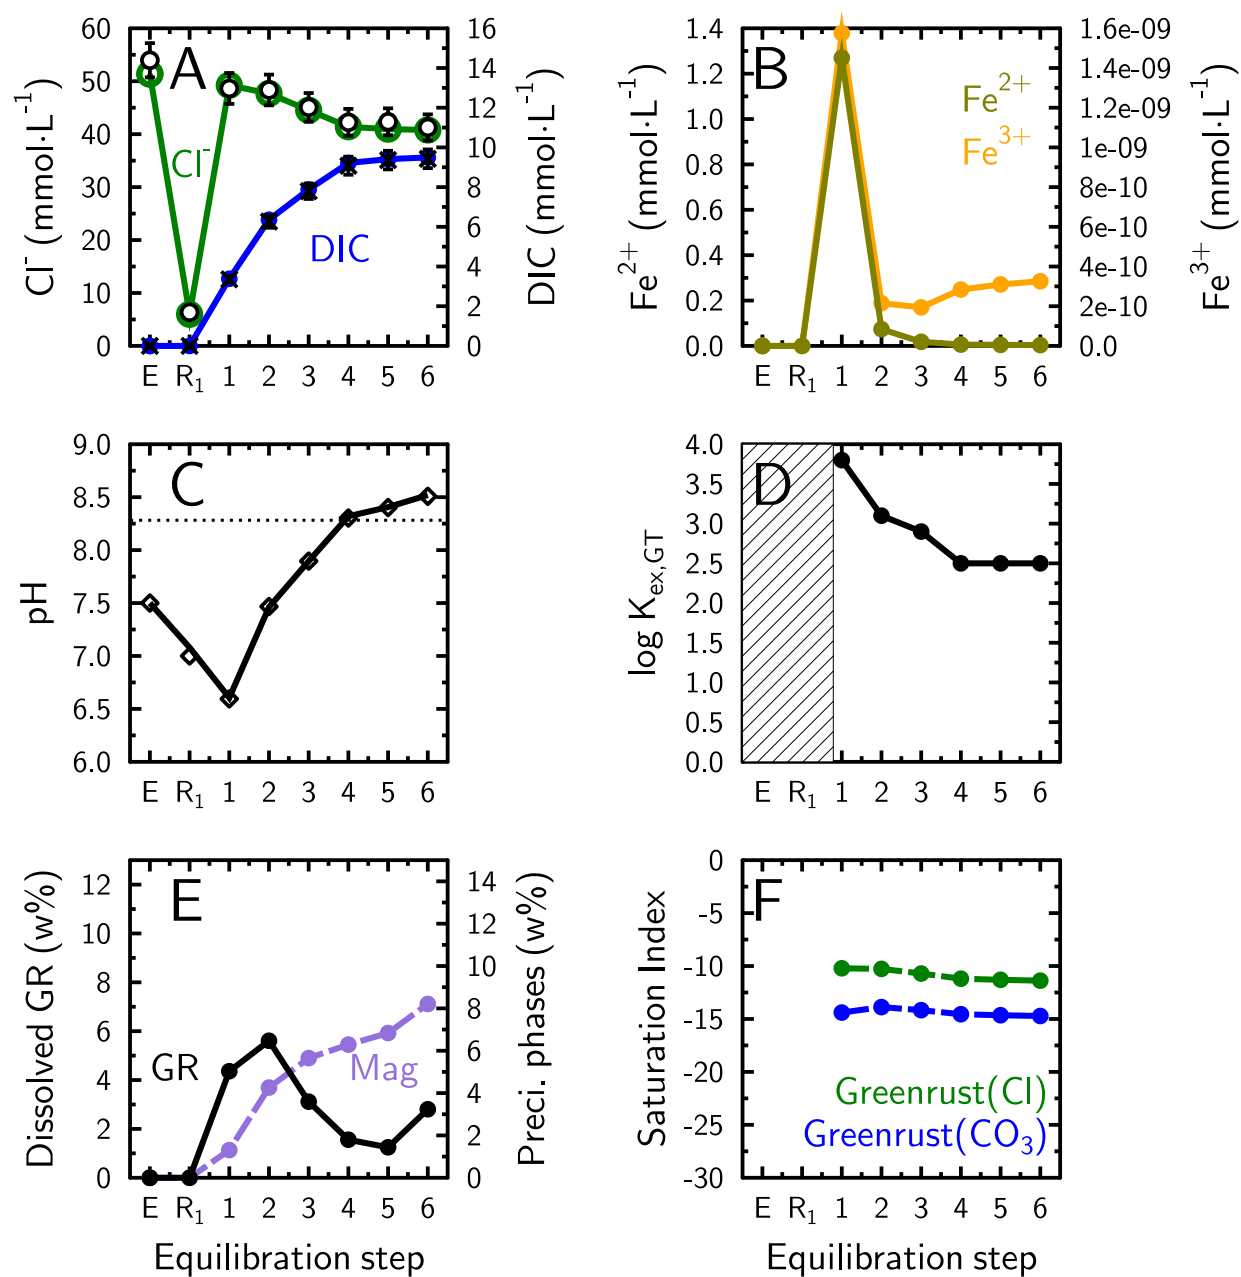 A
Cl⁻ (mmol·L⁻¹)
60
50
40
30
20
10
0
Cl⁻
DIC
16
14
12
10
8
6
4
2
0
DIC (mmol·L⁻¹)
E R₁ 1 2 3 4 5 6
B
Fe²⁺ (mmol·L⁻¹)
1.4
1.2
1.0
0.8
0.6
0.4
0.2
0.0
Fe²⁺
Fe³⁺
1.6e-09
1.4e-09
1.2e-09
1e-09
8e-10
6e-10
4e-10
2e-10
0.0
Fe³⁺ (mmol·L⁻¹)
E R₁ 1 2 3 4 5 6
C
pH
9.0
8.5
8.0
7.5
7.0
6.5
6.0
E R₁ 1 2 3 4 5 6
D
log K_ex,GT
4.0
3.5
3.0
2.5
2.0
1.5
1.0
0.5
0.0
E R₁ 1 2 3 4 5 6
E
Dissolved GR (w%)
12
10
8
6
4
2
0
GR
Mag
14
12
10
8
6
4
2
0
Preci. phases (w%)
E R₁ 1 2 3 4 5 6
Equilibration step
F
Saturation Index
0
-5
-10
-15
-20
-25
-30
Greenrust(Cl)
Greenrust(CO₃)
E R₁ 1 2 3 4 5 6
Equilibration step